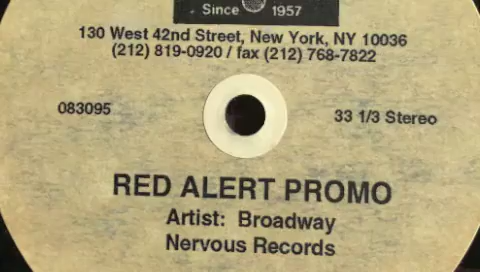 Since 1957
130 West 42nd Street, New York, NY 10036
(212) 819-0920 / fax (212) 768-7822
083095
33 1/3 Stereo
RED ALERT PROMO
Artist: Broadway
Nervous Records